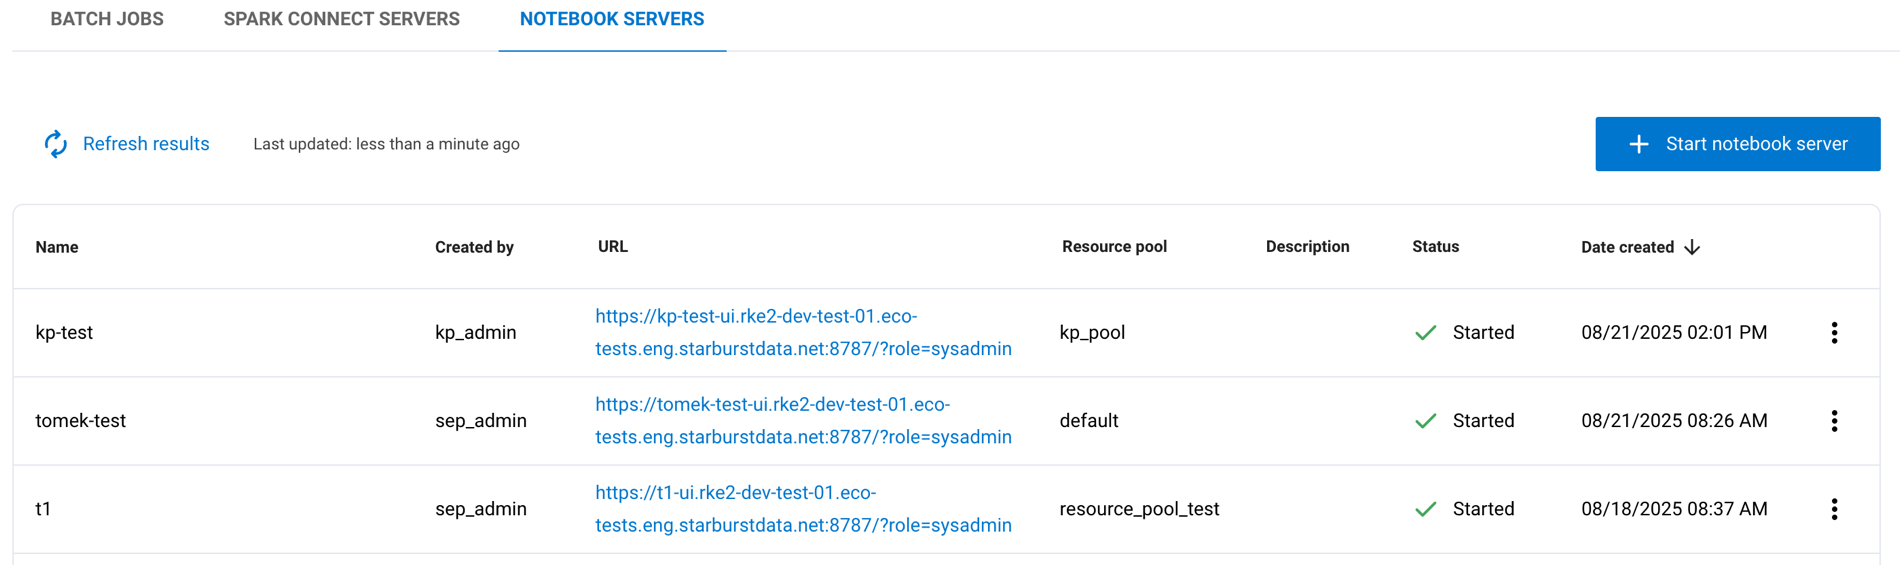 BATCH JOBS SPARK CONNECT SERVERS NOTEBOOK SERVERS
Refresh results Last updated: less than a minute ago Start notebook server
Name Created by URL Resource pool Description Status Date created
https://kp-test-ui.rke2-dev-test-01.eco-
kp-test kp_admin kp_pool Started 08/21/2025 02:01 PM
tests.eng.starburstdata.net:8787/?role=sysadmin
https://tomek-test-ui.rke2-dev-test-01.eco-
tomek-test sep_admin default Started 08/21/2025 08:26 AM
tests.eng.starburstdata.net:8787/?role=sysadmin
https://t1-ui.rke2-dev-test-01.eco-
t1 sep_admin resource_pool_test Started 08/18/2025 08:37 AM
tests.eng.starburstdata.net:8787/?role=sysadmin